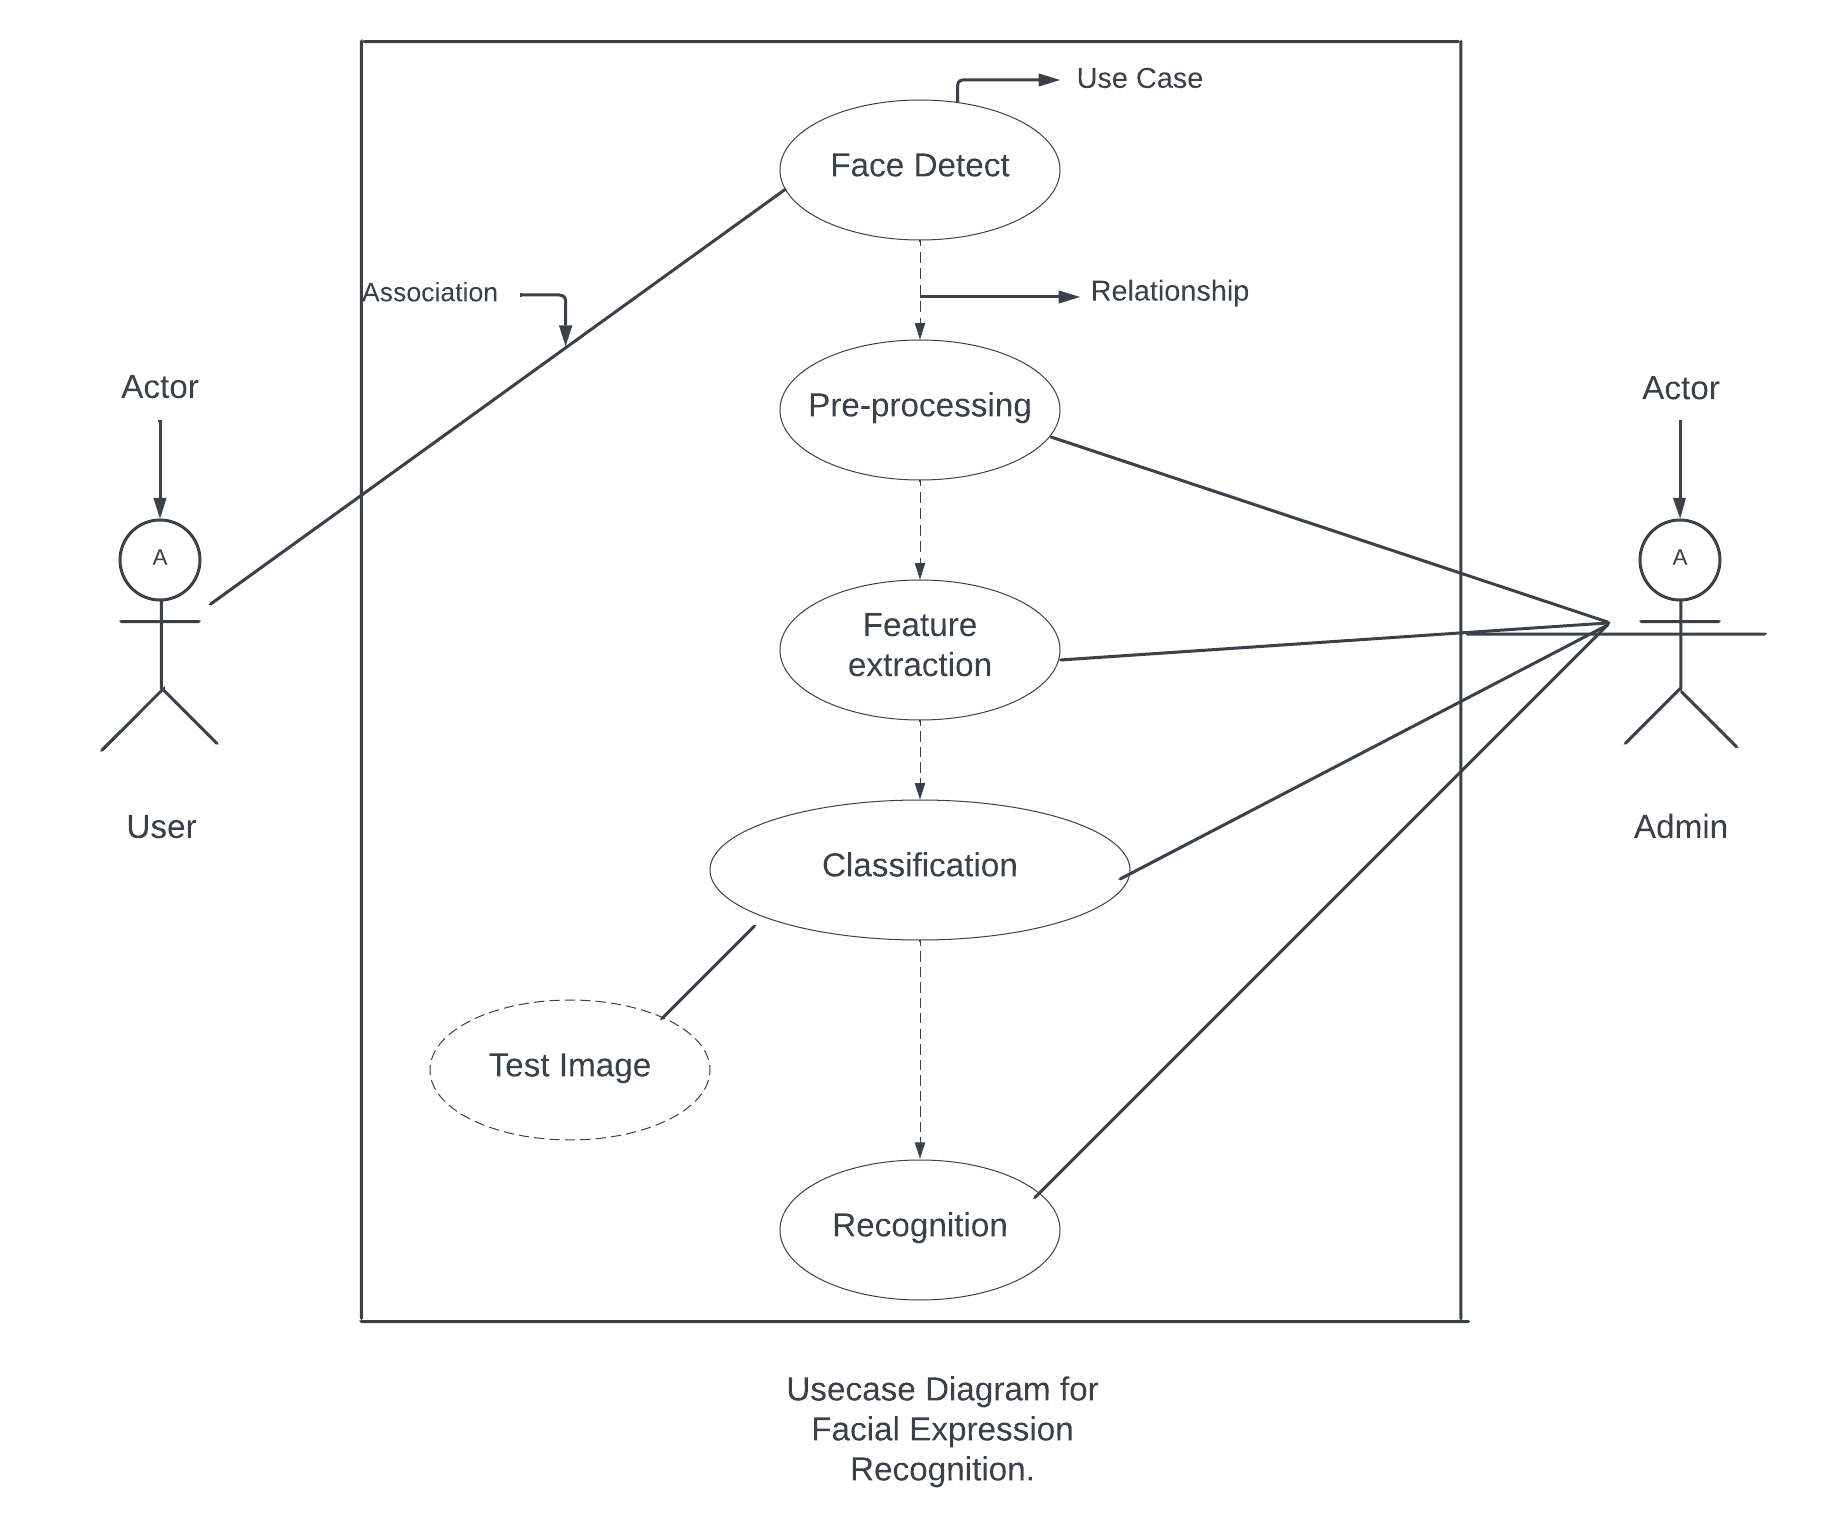 Use Case
Face Detect
Association
Relationship
Actor
Actor
Pre-processing
A
A
Feature
extraction
User
Admin
Classification
Test Image
Recognition
Usecase Diagram for
Facial Expression
Recognition.